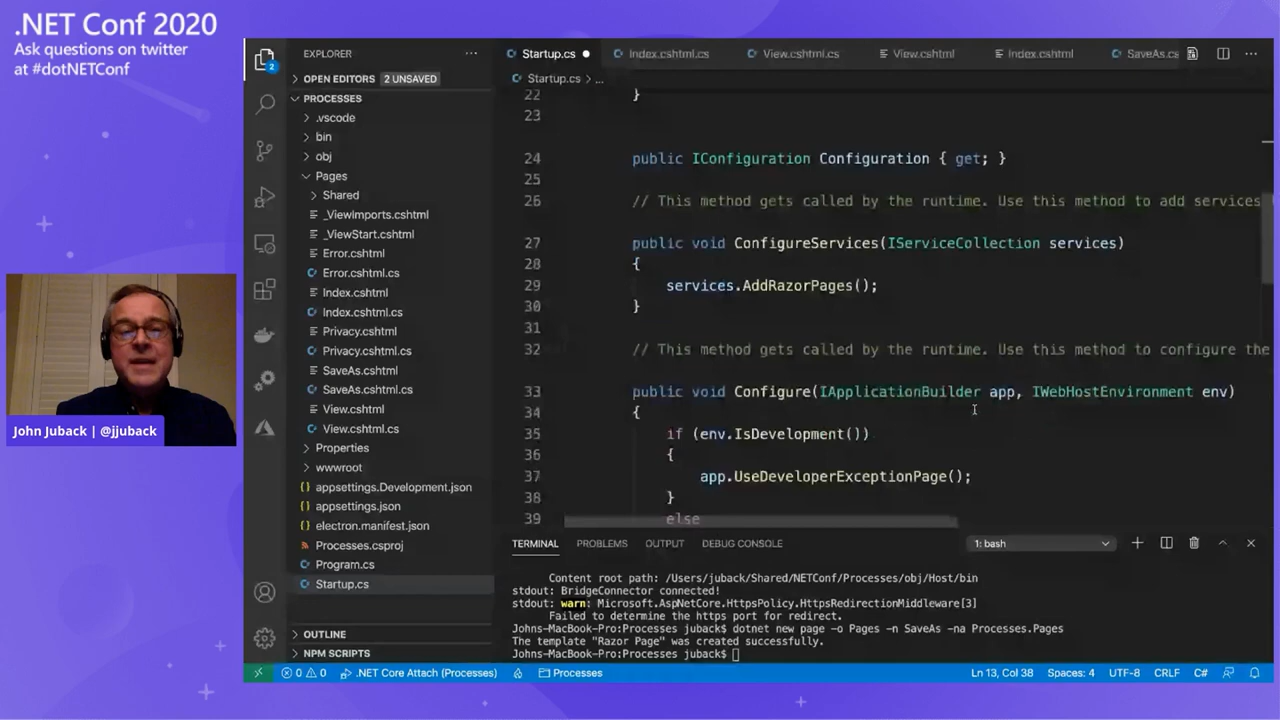 .NET Conf 2020
Ask questions on twitter
at #dotNETConf
John Juback | @jjuback
EXPLORER
OPEN EDITORS 2 UNSAVED
PROCESSES
.vscode
bin
obj
Pages
Shared
_ViewImports.cshtml
_ViewStart.cshtml
Error.cshtml
Error.cshtml.cs
Index.cshtml
Index.cshtml.cs
Privacy.cshtml
Privacy.cshtml.cs
SaveAs.cshtml
SaveAs.cshtml.cs
View.cshtml
View.cshtml.cs
Properties
wwwroot
appsettings.Development.json
appsettings.json
electron.manifest.json
Processes.csproj
Program.cs
Startup.cs
OUTLINE
NPM SCRIPTS
2
Startup.cs Index.cshtml.cs View.cshtml.cs View.cshtml Index.cshtml SaveAs.cs
Startup.cs > ...
22 }
23
24 public IConfiguration Configuration { get; }
25
26 // This method gets called by the runtime. Use this method to add services
27 public void ConfigureServices(IServiceCollection services)
28 {
29 services.AddRazorPages();
30 }
31
32 // This method gets called by the runtime. Use this method to configure the
33 public void Configure(IApplicationBuilder app, IWebHostEnvironment env)
34 {
35 if (env.IsDevelopment())
36 {
37 app.UseDeveloperExceptionPage();
38 }
39 else
TERMINAL PROBLEMS OUTPUT DEBUG CONSOLE 1: bash
Content root path: /Users/juback/Shared/NETConf/Processes/obj/Host/bin
stdout: BridgeConnector connected!
stdout: warn: Microsoft.AspNetCore.HttpsPolicy.HttpsRedirectionMiddleware[3]
Failed to determine the https port for redirect.
Johns-MacBook-Pro:Processes juback$ dotnet new page -o Pages -n SaveAs -na Processes.Pages
The template "Razor Page" was created successfully.
Johns-MacBook-Pro:Processes juback$
0 0 .NET Core Attach (Processes) Processes Ln 13, Col 38 Spaces: 4 UTF-8 CRLF C#